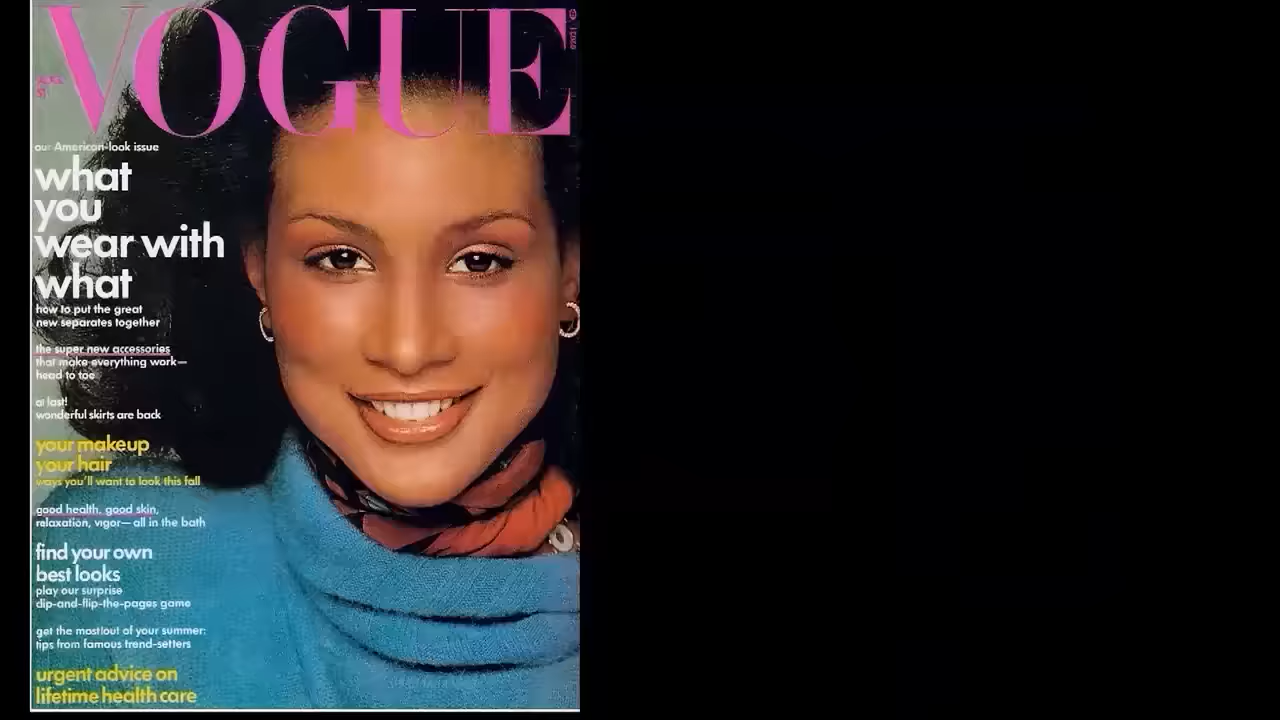 VOGUE
our American-look issue
what
you
wear with
what
how to put the great
new separates together
the super new accessories
that make everything work—
head to toe
at last!
wonderful skirts are back
your makeup
your hair
ways you'll want to look this fall
good health, good skin,
relaxation, vigor—all in the bath
find your own
best looks
play our surprise
dip-and-flip-the-pages game
get the most out of your summer:
tips from famous trend-setters
urgent advice on
lifetime health care